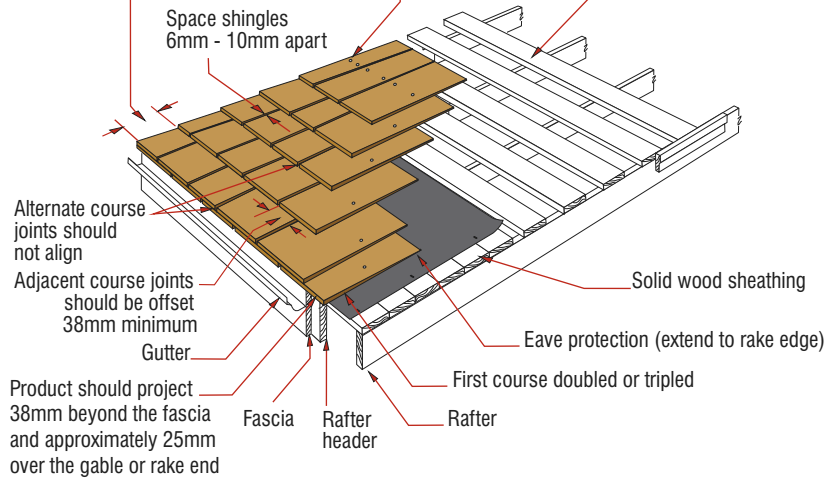 Space shingles
6mm - 10mm apart
Alternate course
joints should
not align
Adjacent course joints
should be offset
38mm minimum
Gutter
Product should project
38mm beyond the fascia
and approximately 25mm
over the gable or rake end
Fascia
Rafter
header
Rafter
First course doubled or tripled
Eave protection (extend to rake edge)
Solid wood sheathing